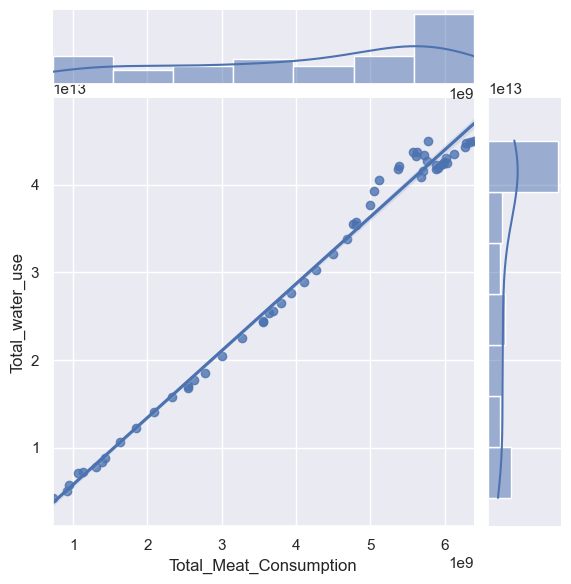 1e13
1e9
1e13
4
3
2
1
Total_water_use
1 2 3 4 5 6
Total_Meat_Consumption
1e9